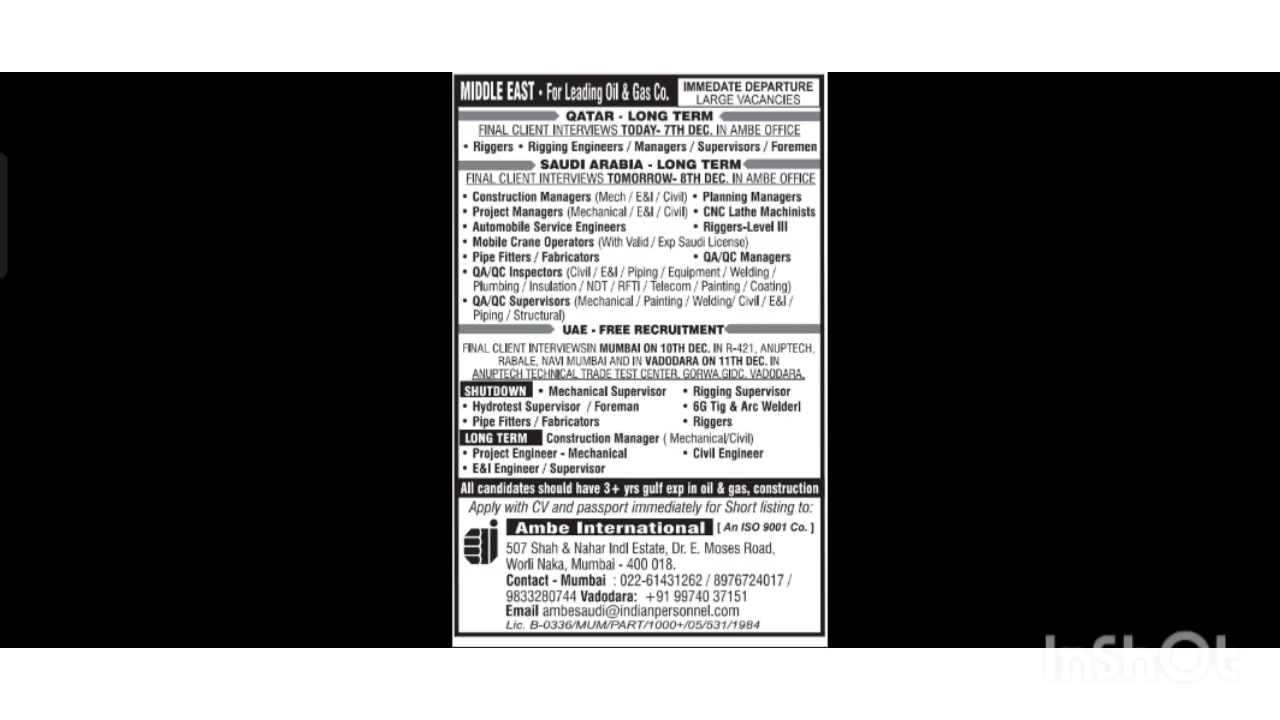 MIDDLE EAST • For Leading Oil & Gas Co.
IMMEDATE DEPARTURE
LARGE VACANCIES
QATAR - LONG TERM
FINAL CLIENT INTERVIEWS TODAY- 7TH DEC. IN AMBE OFFICE
• Riggers • Rigging Engineers / Managers / Supervisors / Foremen
SAUDI ARABIA - LONG TERM
FINAL CLIENT INTERVIEWS TOMORROW- 8TH DEC. IN AMBE OFFICE
• Construction Managers (Mech / E&I / Civil) • Planning Managers
• Project Managers (Mechanical / E&I / Civil) • CNC Lathe Machinists
• Automobile Service Engineers • Riggers-Level III
• Mobile Crane Operators (With Valid / Exp Saudi License)
• Pipe Fitters / Fabricators • QA/QC Managers
• QA/QC Inspectors (Civil / E&I / Piping / Equipment / Welding /
Plumbing / Insulation / NDT / RFTI / Telecom / Painting / Coating)
• QA/QC Supervisors (Mechanical / Painting / Welding/ Civil / E&I /
Piping / Structural)
UAE - FREE RECRUITMENT
FINAL CLIENT INTERVIEWSIN MUMBAI ON 10TH DEC. IN R-421, ANUPTECH,
RABALE, NAVI MUMBAI AND IN VADODARA ON 11TH DEC. IN
ANUPTECH TECHNICAL TRADE TEST CENTER, GORWA,GIDC, VADODARA.
SHUTDOWN • Mechanical Supervisor • Rigging Supervisor
• Hydrotest Supervisor / Foreman • 6G Tig & Arc Welderl
• Pipe Fitters / Fabricators • Riggers
LONG TERM Construction Manager ( Mechanical/Civil)
• Project Engineer - Mechanical • Civil Engineer
• E&I Engineer / Supervisor
All candidates should have 3+ yrs gulf exp in oil & gas, construction
Apply with CV and passport immediately for Short listing to:
Ambe International [ An ISO 9001 Co. ]
507 Shah & Nahar Indl Estate, Dr. E. Moses Road,
Worli Naka, Mumbai - 400 018.
Contact - Mumbai : 022-61431262 / 8976724017 /
9833280744 Vadodara: +91 99740 37151
Email ambesaudi@indianpersonnel.com
Lic. B-0336/MUM/PART/1000+/05/531/1984
InShOt